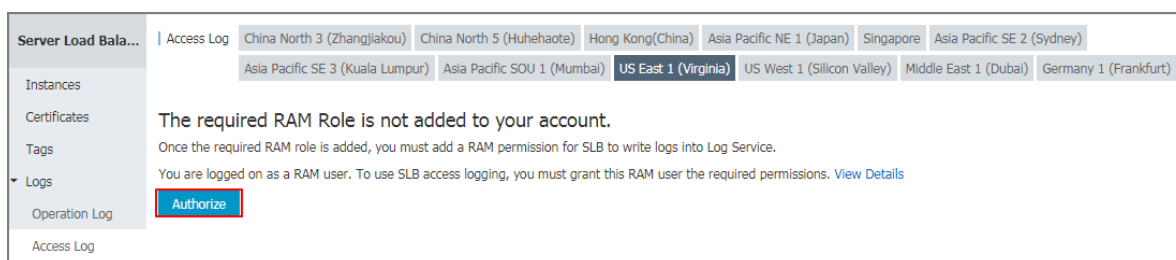 Server Load Bala...
Instances
Certificates
Tags
Logs
Operation Log
Access Log
Access Log China North 3 (Zhangjiakou) China North 5 (Huhehaote) Hong Kong(China) Asia Pacific NE 1 (Japan) Singapore Asia Pacific SE 2 (Sydney)
Asia Pacific SE 3 (Kuala Lumpur) Asia Pacific SOU 1 (Mumbai) US East 1 (Virginia) US West 1 (Silicon Valley) Middle East 1 (Dubai) Germany 1 (Frankfurt)
The required RAM Role is not added to your account.
Once the required RAM role is added, you must add a RAM permission for SLB to write logs into Log Service.
You are logged on as a RAM user. To use SLB access logging, you must grant this RAM user the required permissions. View Details
Authorize